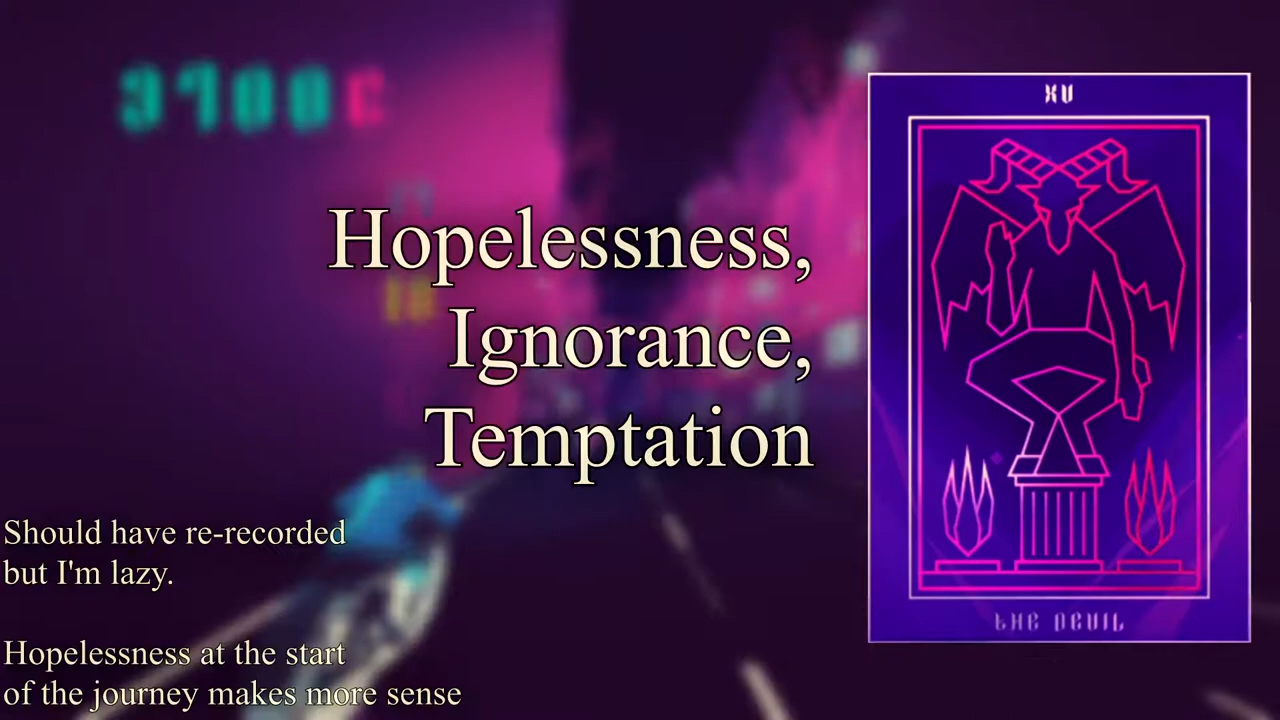 3700C
XV
Hopelessness,
Ignorance,
Temptation
Should have re-recorded
but I'm lazy.
Hopelessness at the start
of the journey makes more sense
THE DEVIL